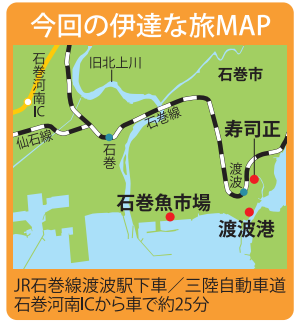 今回の伊達な旅MAP
石巻河南IC
旧北上川
石巻市
仙石線
石巻
石巻線
寿司正
渡波
石巻魚市場
渡波港
JR石巻線渡波駅下車／三陸自動車道
石巻河南ICから車で約25分